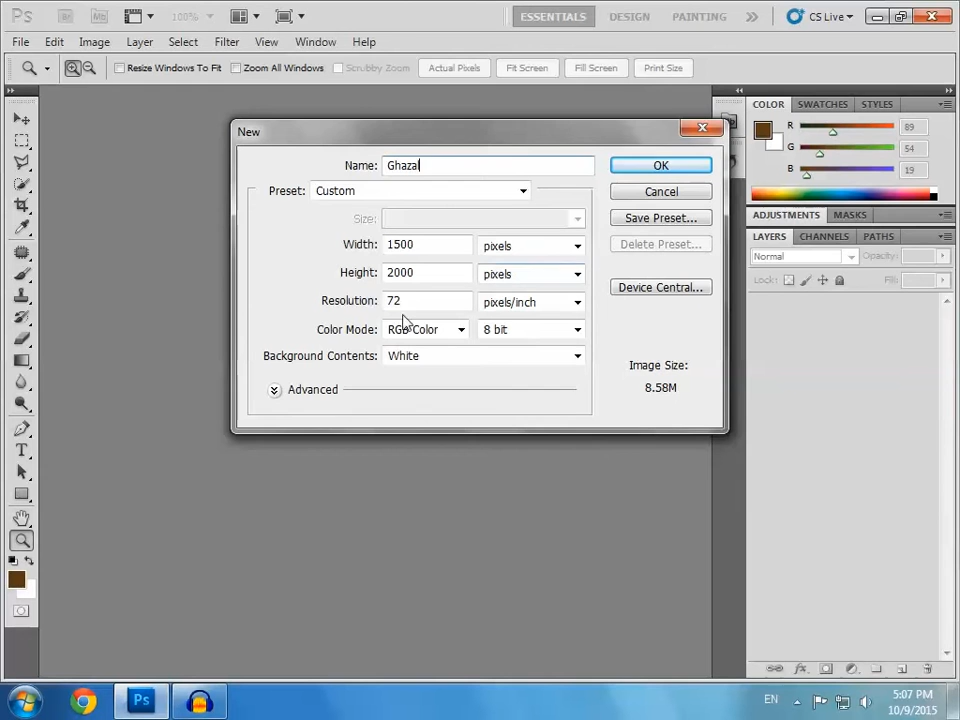 Ps 100% ESSENTIALS DESIGN PAINTING CS Live
File Edit Image Layer Select Filter View Window Help
Resize Windows To Fit Zoom All Windows Scrubby Zoom Actual Pixels Fit Screen Fill Screen Print Size
COLOR SWATCHES STYLES
R 89
G 54
B 19
ADJUSTMENTS MASKS
LAYERS CHANNELS PATHS
Normal Opacity:
Lock: Fill:
New
Name: Ghazal
OK
Preset: Custom
Cancel
Size:
Save Preset...
Width: 1500 pixels
Delete Preset...
Height: 2000 pixels
Device Central...
Resolution: 72 pixels/inch
Color Mode: RGB Color 8 bit
Background Contents: White
Image Size:
8.58M
Advanced
T
Ps EN 5:07 PM
10/9/2015